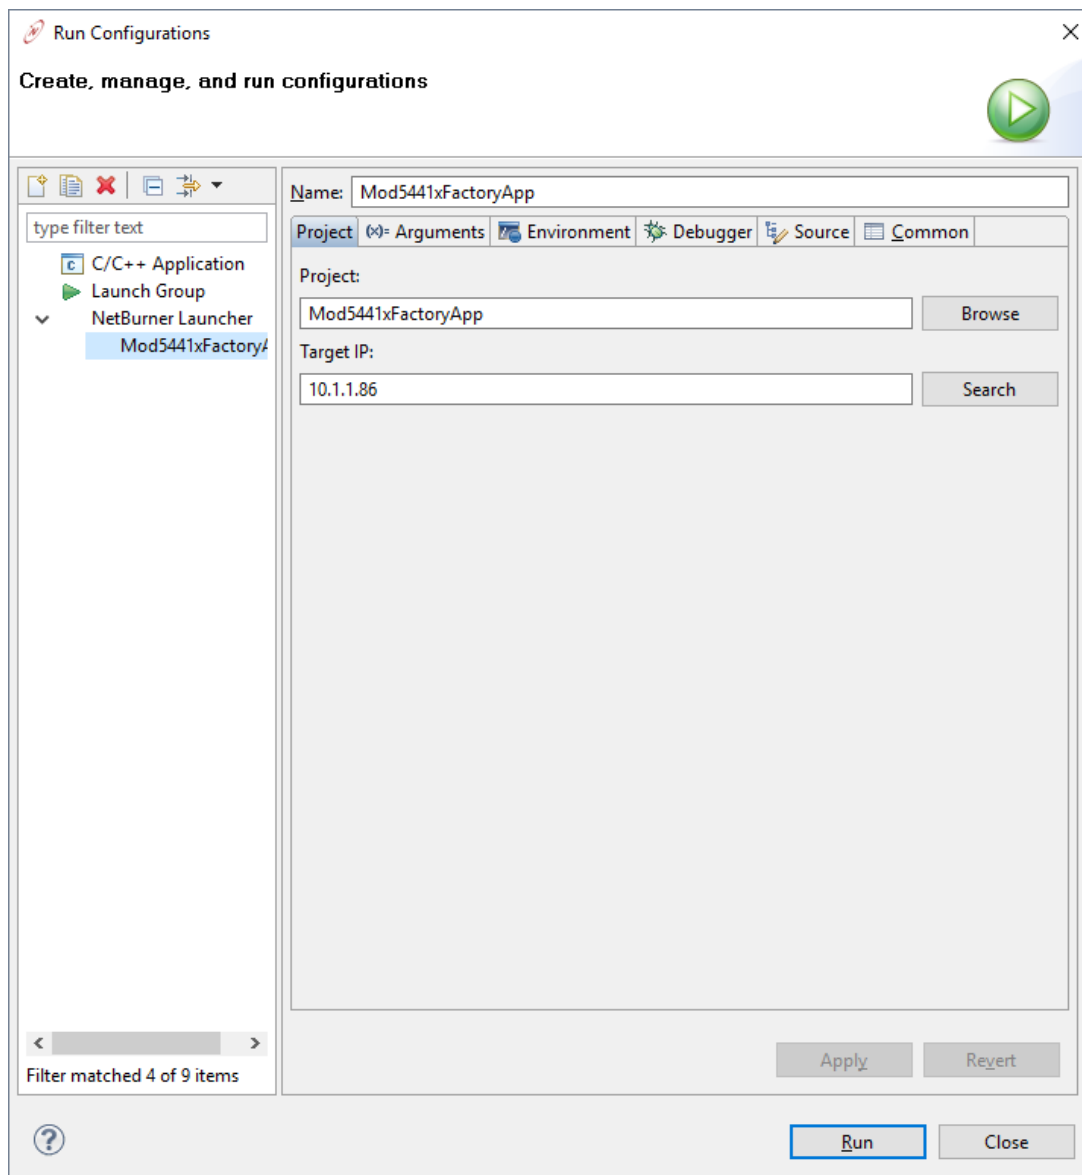 Run Configurations
Create, manage, and run configurations
type filter text
C/C++ Application
Launch Group
NetBurner Launcher
Mod5441xFactoryA
Filter matched 4 of 9 items
Name: Mod5441xFactoryApp
Project (x)= Arguments Environment Debugger Source Common
Project:
Mod5441xFactoryApp Browse
Target IP:
10.1.1.86 Search
Apply Revert
Run Close